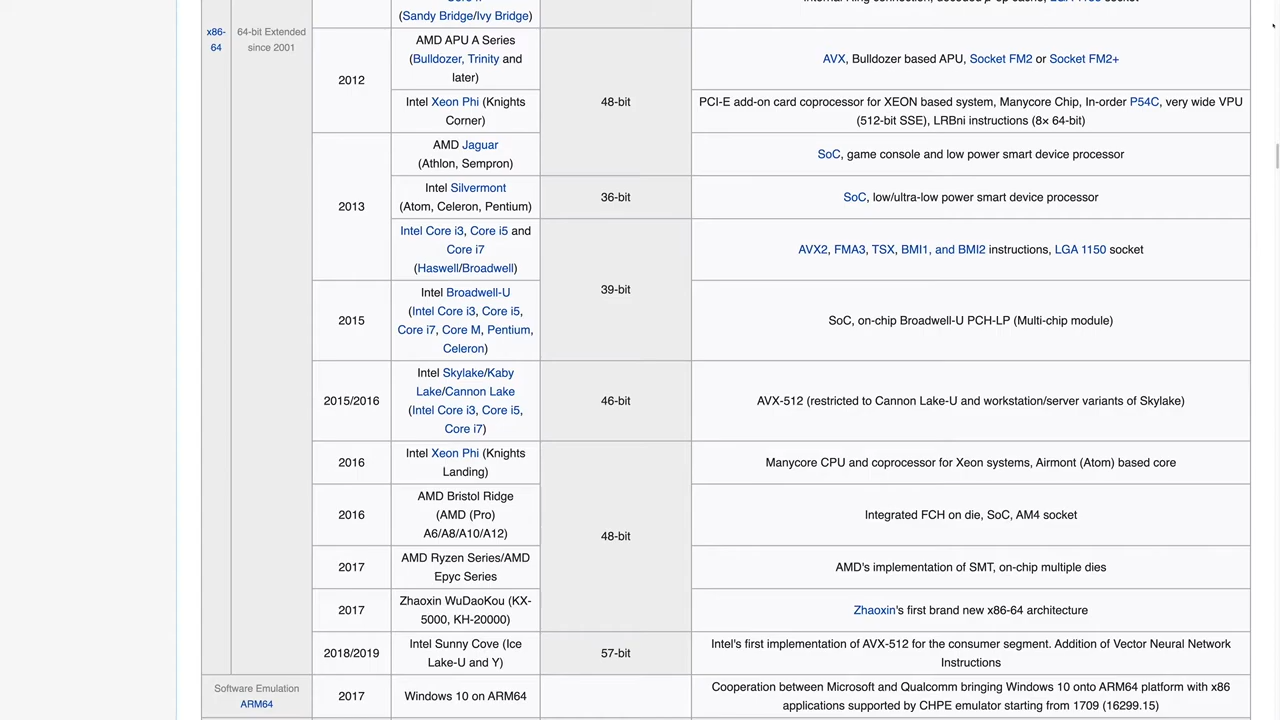 (Sandy Bridge/Ivy Bridge)
x86-
64
64-bit Extended
since 2001
2012
AMD APU A Series
(Bulldozer, Trinity and
later)
AVX, Bulldozer based APU, Socket FM2 or Socket FM2+
Intel Xeon Phi (Knights
Corner)
48-bit
PCI-E add-on card coprocessor for XEON based system, Manycore Chip, In-order P54C, very wide VPU
(512-bit SSE), LRBni instructions (8× 64-bit)
2013
AMD Jaguar
(Athlon, Sempron)
SoC, game console and low power smart device processor
Intel Silvermont
(Atom, Celeron, Pentium)
36-bit
SoC, low/ultra-low power smart device processor
Intel Core i3, Core i5 and
Core i7
(Haswell/Broadwell)
39-bit
AVX2, FMA3, TSX, BMI1, and BMI2 instructions, LGA 1150 socket
2015
Intel Broadwell-U
(Intel Core i3, Core i5,
Core i7, Core M, Pentium,
Celeron)
SoC, on-chip Broadwell-U PCH-LP (Multi-chip module)
2015/2016
Intel Skylake/Kaby
Lake/Cannon Lake
(Intel Core i3, Core i5,
Core i7)
46-bit
AVX-512 (restricted to Cannon Lake-U and workstation/server variants of Skylake)
2016
Intel Xeon Phi (Knights
Landing)
48-bit
Manycore CPU and coprocessor for Xeon systems, Airmont (Atom) based core
2016
AMD Bristol Ridge
(AMD (Pro)
A6/A8/A10/A12)
Integrated FCH on die, SoC, AM4 socket
2017
AMD Ryzen Series/AMD
Epyc Series
AMD's implementation of SMT, on-chip multiple dies
2017
Zhaoxin WuDaoKou (KX-
5000, KH-20000)
Zhaoxin's first brand new x86-64 architecture
2018/2019
Intel Sunny Cove (Ice
Lake-U and Y)
57-bit
Intel's first implementation of AVX-512 for the consumer segment. Addition of Vector Neural Network
Instructions
Software Emulation
ARM64
2017
Windows 10 on ARM64
Cooperation between Microsoft and Qualcomm bringing Windows 10 onto ARM64 platform with x86
applications supported by CHPE emulator starting from 1709 (16299.15)